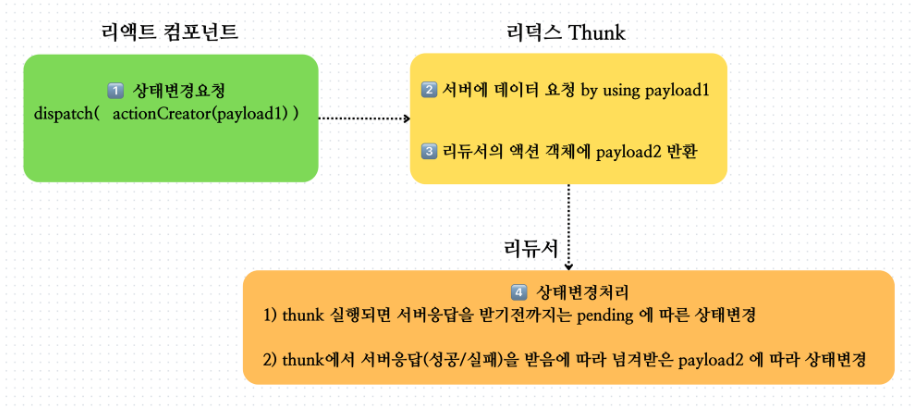 리액트 컴포넌트
1 상태변경요청
dispatch( actionCreator(payload1) )
리덕스 Thunk
2 서버에 데이터 요청 by using payload1
3 리듀서의 액션 객체에 payload2 반환
리듀서
4 상태변경처리
1) thunk 실행되면 서버응답을 받기전까지는 pending 에 따른 상태변경
2) thunk에서 서버응답(성공/실패)을 받음에 따라 넘겨받은 payload2 에 따라 상태변경